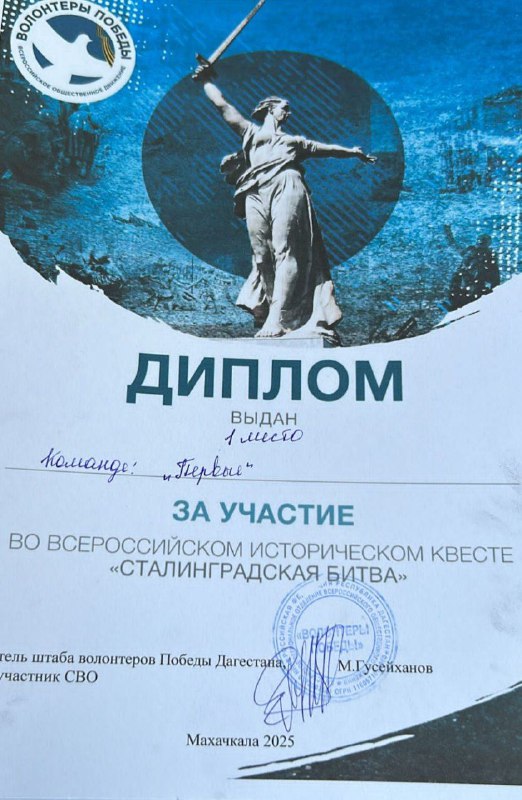 ВОЛОНТЕРЫ ПОБЕДЫ
ВСЕРОССИЙСКОЕ ОБЩЕСТВЕННОЕ ДВИЖЕНИЕ
ДИПЛОМ
ВЫДАН
1 место
Команде: „Первые"
ЗА УЧАСТИЕ
ВО ВСЕРОССИЙСКОМ ИСТОРИЧЕСКОМ КВЕСТЕ
«СТАЛИНГРАДСКАЯ БИТВА»
«ВОЛОНТЕРЫ
ПОБЕДЫ»
тель штаба волонтеров Победы Дагестана, М.Гусейханов
участник СВО
Махачкала 2025